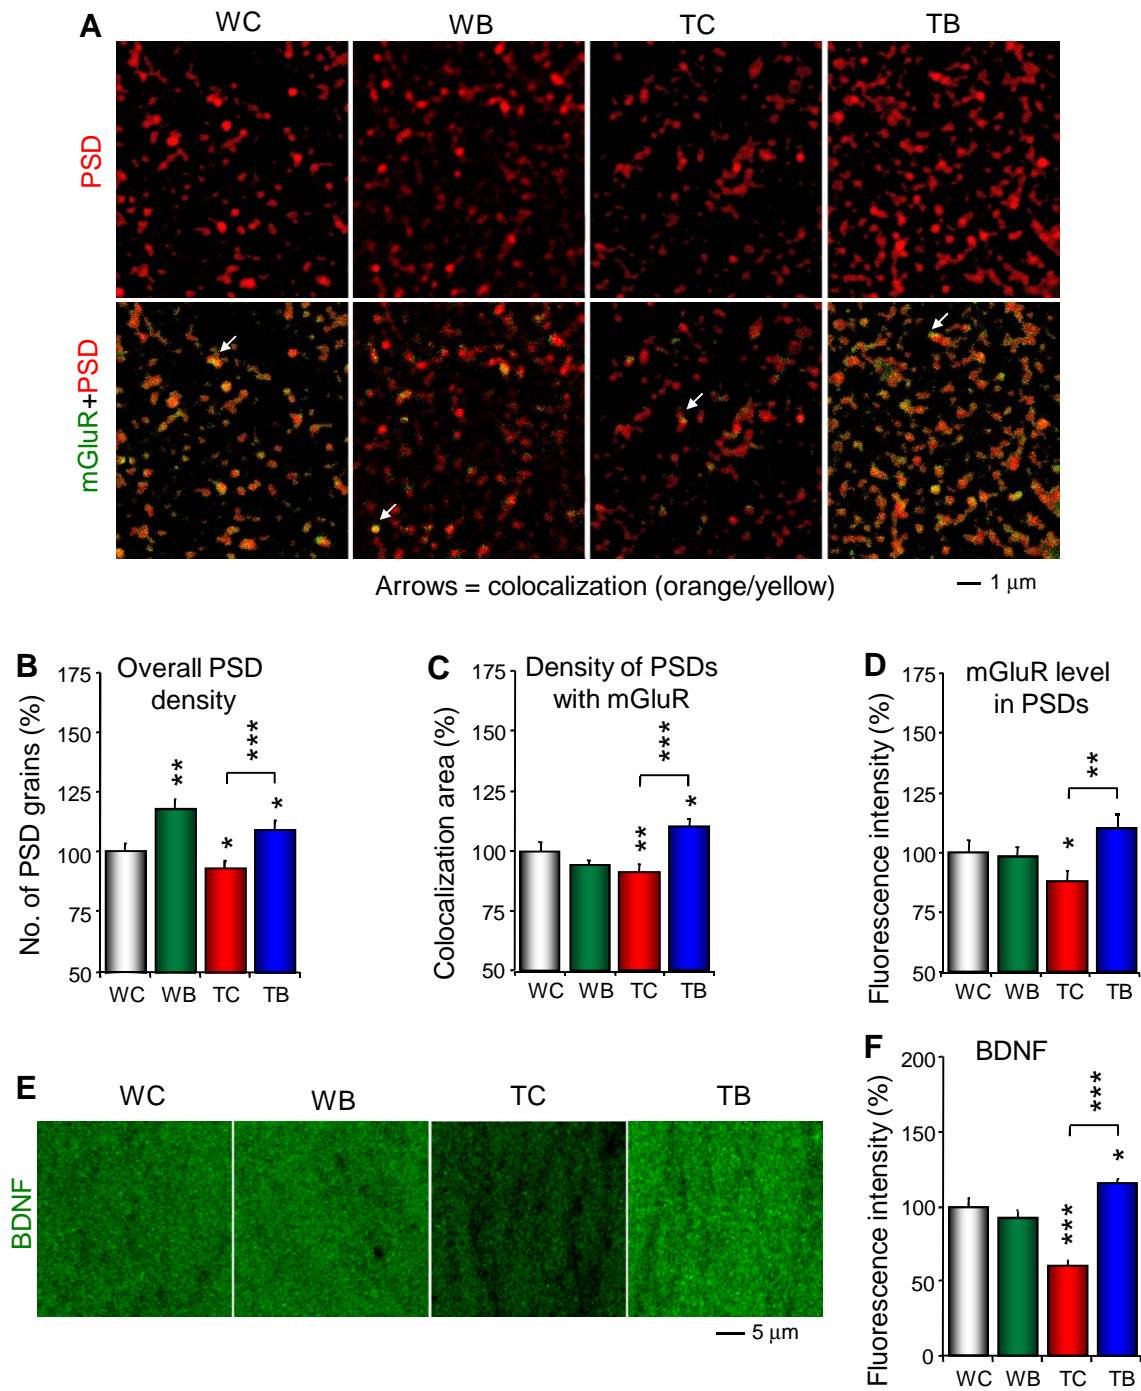 A
WC WB TC TB
PSD
mGluR+PSD
Arrows = colocalization (orange/yellow)
1 μm
B
Overall PSD
density
No. of PSD grains (%)
175
150
125
100
75
50
**
*
*
***
WC WB TC TB
C
Density of PSDs
with mGluR
Colocalization area (%)
175
150
125
100
75
50
**
*
***
WC WB TC TB
D
mGluR level
in PSDs
Fluorescence intensity (%)
175
150
125
100
75
50
*
**
WC WB TC TB
E
WC WB TC TB
BDNF
5 μm
F
BDNF
Fluorescence intensity (%)
200
150
100
50
0
***
*
***
WC WB TC TB